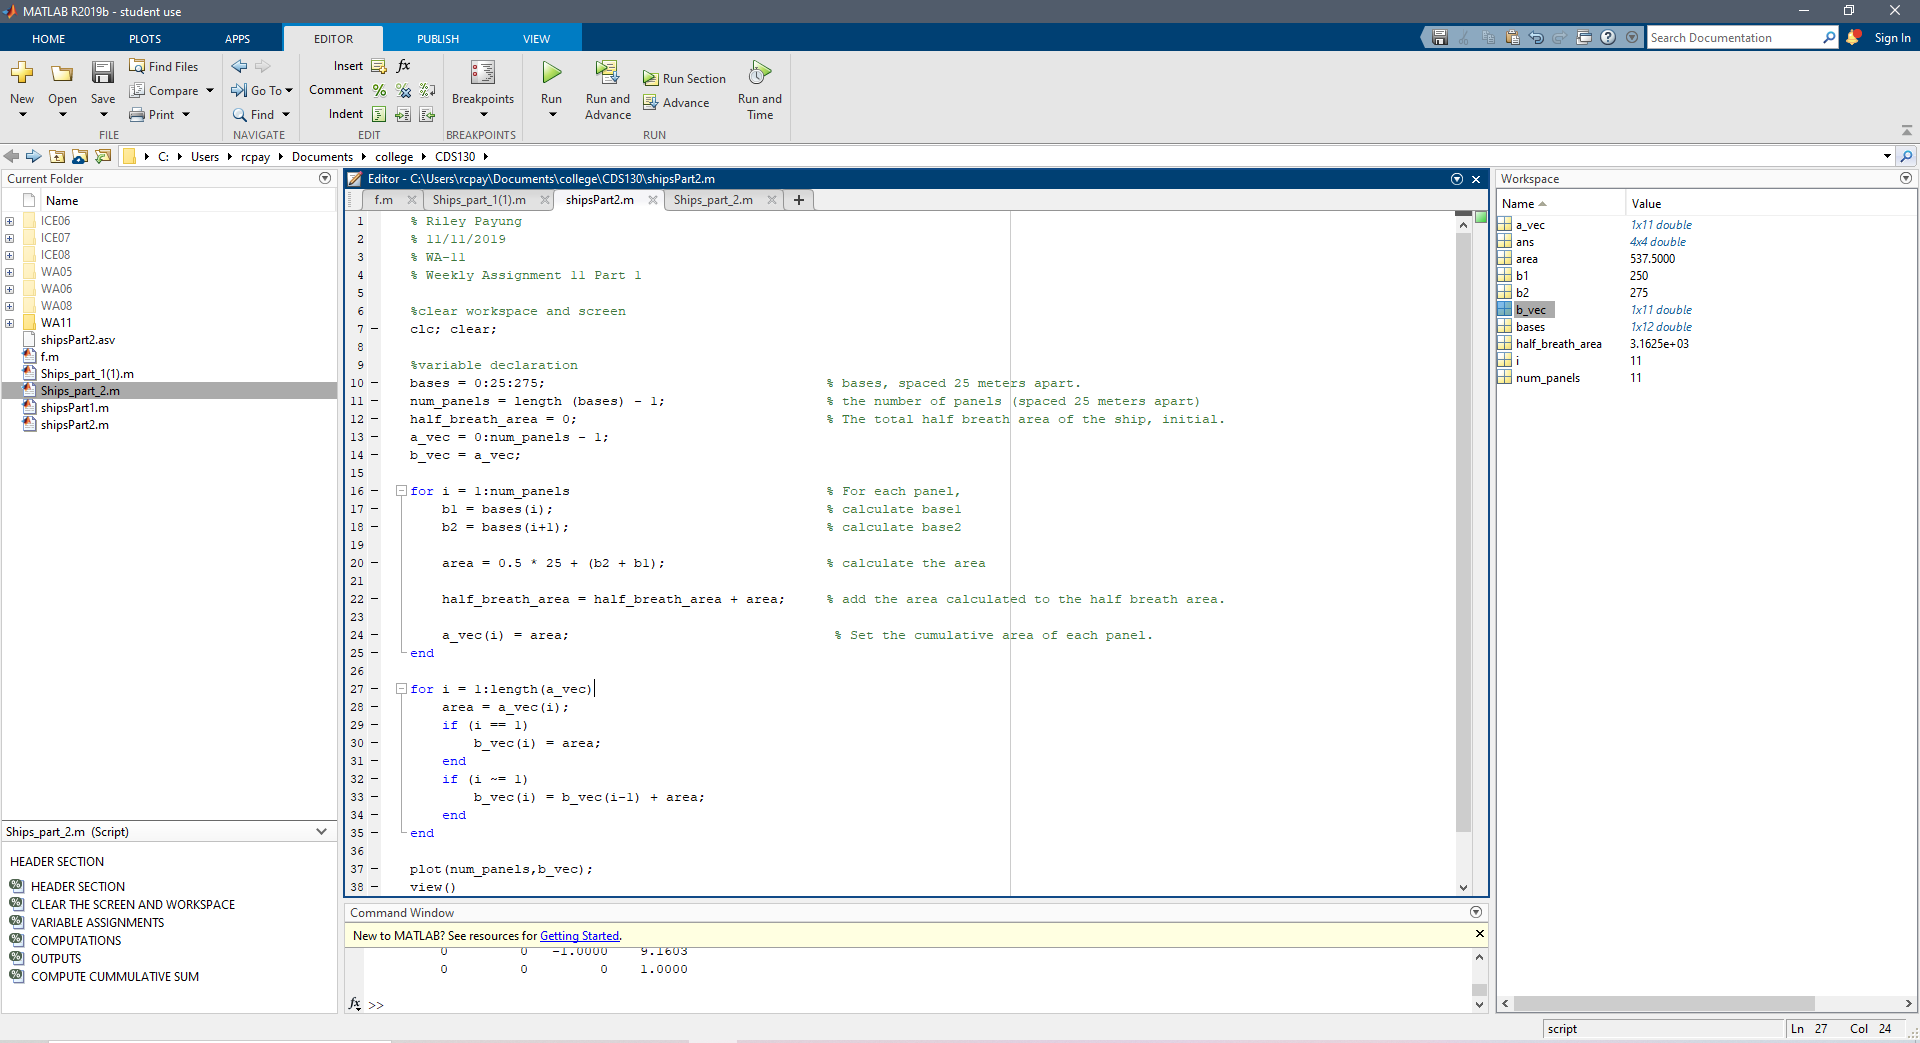 MATLAB R2019b - student use
HOME PLOTS APPS EDITOR PUBLISH VIEW
Search Documentation
Sign In
New Open Save
Find Files
Compare
Print
FILE
Go To
Find
NAVIGATE
Insert
Comment
Indent
EDIT
Breakpoints
BREAKPOINTS
Run
Run and Advance
Run Section
Advance
Run and Time
RUN
C: Users rcpay Documents college CDS130
Current Folder
Name
ICE06
ICE07
ICE08
WA05
WA06
WA08
WA11
shipsPart2.asv
f.m
Ships_part_1(1).m
Ships_part_2.m
shipsPart1.m
shipsPart2.m
Ships_part_2.m (Script)
HEADER SECTION
HEADER SECTION
CLEAR THE SCREEN AND WORKSPACE
VARIABLE ASSIGNMENTS
COMPUTATIONS
OUTPUTS
COMPUTE CUMMULATIVE SUM
Editor - C:\Users\rcpay\Documents\college\CDS130\shipsPart2.m
f.m Ships_part_1(1).m shipsPart2.m Ships_part_2.m
1 % Riley Payung
2 % 11/11/2019
3 % WA-11
4 % Weekly Assignment 11 Part 1
5
6 %clear workspace and screen
7 clc; clear;
8
9 %variable declaration
10 bases = 0:25:275; % bases, spaced 25 meters apart.
11 num_panels = length (bases) - 1; % the number of panels (spaced 25 meters apart)
12 half_breath_area = 0; % The total half breath area of the ship, initial.
13 a_vec = 0:num_panels - 1;
14 b_vec = a_vec;
15
16 for i = 1:num_panels % For each panel,
17 b1 = bases(i); % calculate base1
18 b2 = bases(i+1); % calculate base2
19
20 area = 0.5 * 25 + (b2 + b1); % calculate the area
21
22 half_breath_area = half_breath_area + area; % add the area calculated to the half breath area.
23
24 a_vec(i) = area; % Set the cumulative area of each panel.
25 end
26
27 for i = 1:length(a_vec)
28 area = a_vec(i);
29 if (i == 1)
30 b_vec(i) = area;
31 end
32 if (i ~= 1)
33 b_vec(i) = b_vec(i-1) + area;
34 end
35 end
36
37 plot(num_panels,b_vec);
38 view()
Command Window
New to MATLAB? See resources for Getting Started.
0 0 -1.0000 9.1603
0 0 0 1.0000
fx >>
Workspace
Name Value
a_vec 1x11 double
ans 4x4 double
area 537.5000
b1 250
b2 275
b_vec 1x11 double
bases 1x12 double
half_breath_area 3.1625e+03
i 11
num_panels 11
script Ln 27 Col 24